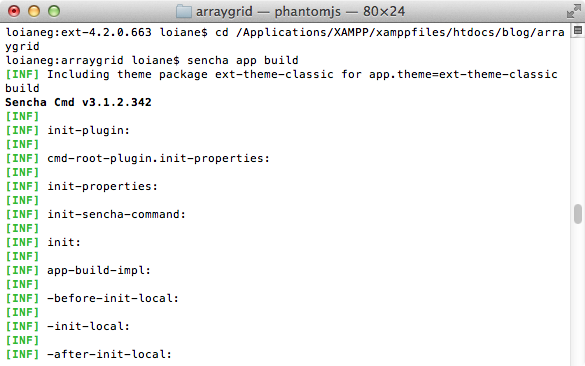 arraygrid — phantomjs — 80×24
loianeg:ext-4.2.0.663 loiane$ cd /Applications/XAMPP/xamppfiles/htdocs/blog/arra
ygrid
loianeg:arraygrid loiane$ sencha app build
[INF] Including theme package ext-theme-classic for app.theme=ext-theme-classic
build
Sencha Cmd v3.1.2.342
[INF]
[INF] init-plugin:
[INF]
[INF] cmd-root-plugin.init-properties:
[INF]
[INF] init-properties:
[INF]
[INF] init-sencha-command:
[INF]
[INF] init:
[INF]
[INF] app-build-impl:
[INF]
[INF] -before-init-local:
[INF]
[INF] -init-local:
[INF]
[INF] -after-init-local: